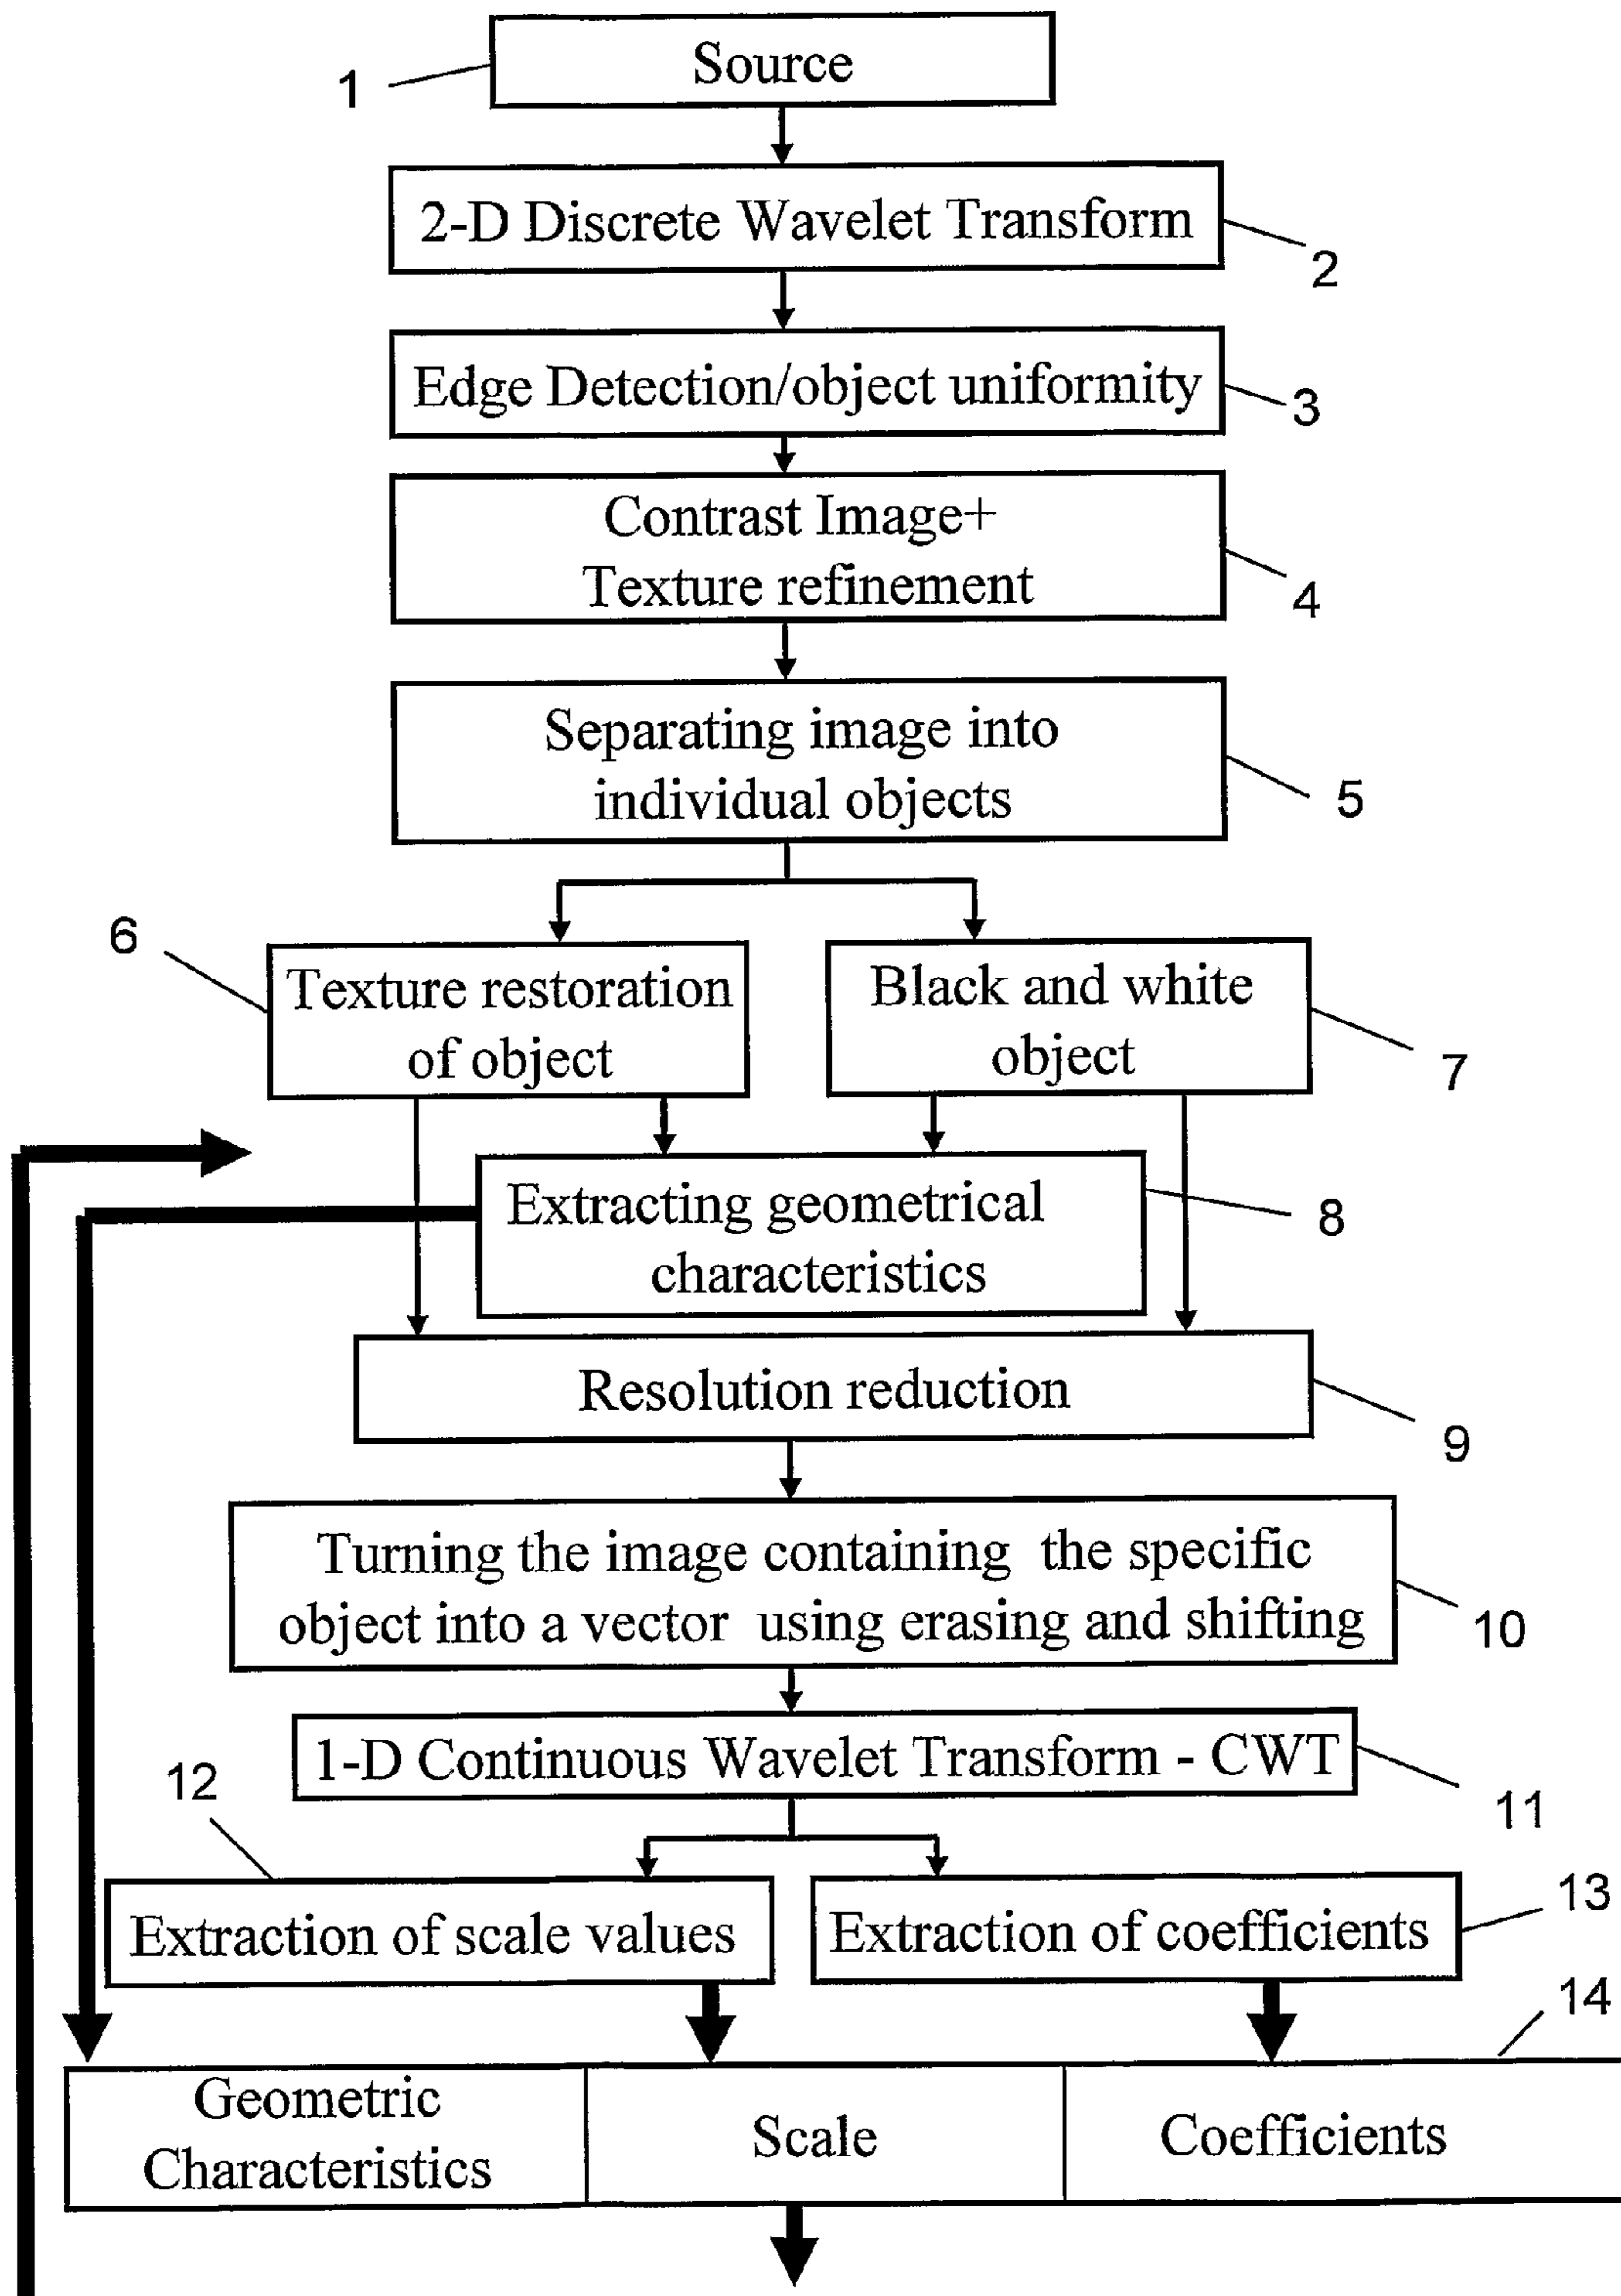 Source
1
2-D Discrete Wavelet Transform
2
Edge Detection/object uniformity
3
Contrast Image+
Texture refinement
4
Separating image into
individual objects
5
6
Texture restoration
of object
Black and white
object
7
Extracting geometrical
characteristics
8
Resolution reduction
9
Turning the image containing the specific
object into a vector using erasing and shifting
10
1-D Continuous Wavelet Transform - CWT
11
12
Extraction of scale values
Extraction of coefficients
13
14
Geometric
Characteristics
Scale
Coefficients